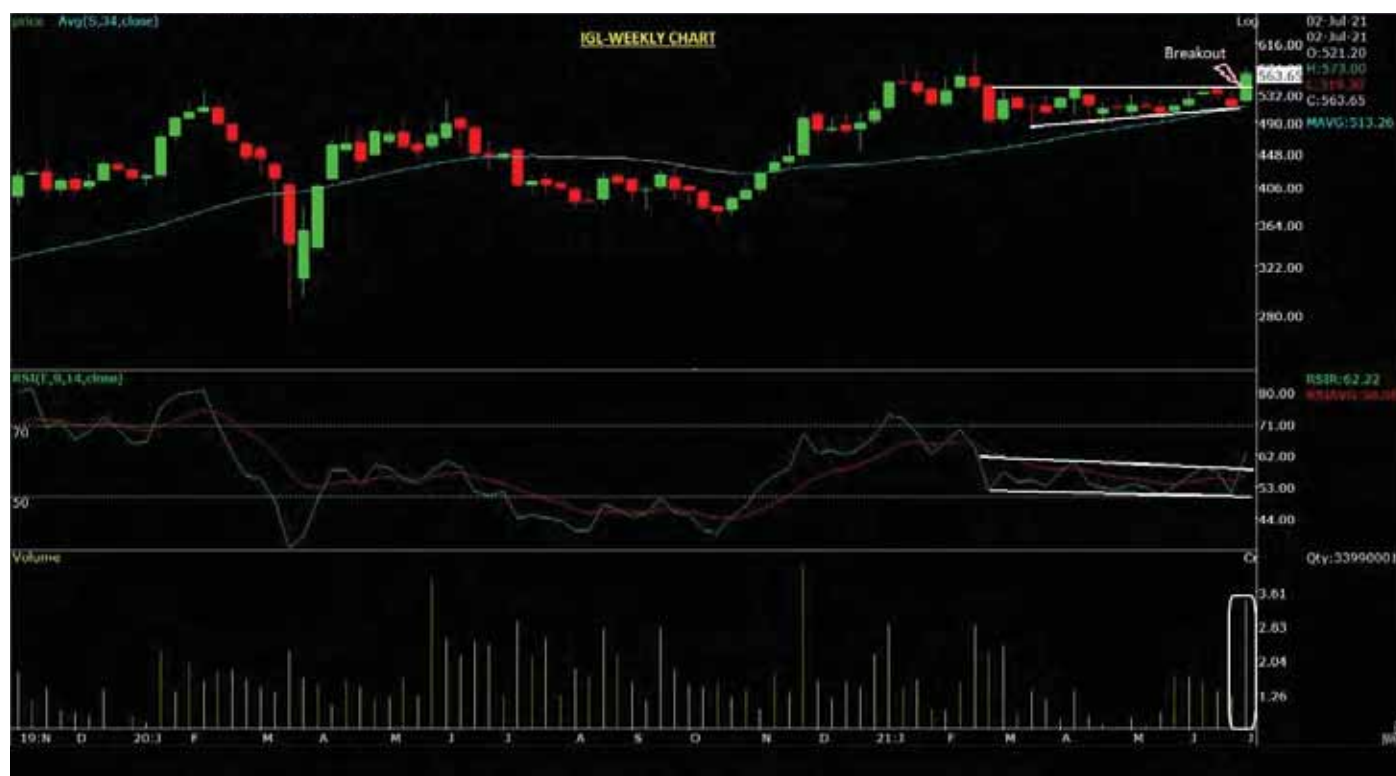 price Avg(S,34,close)
IGL-WEEKLY CHART
Breakout
Log
02-Jul-21
02-Jul-21
O:521.20
H:573.00
C:563.65
MAVG:513.26
616.00
563.65
532.00
490.00
448.00
406.00
364.00
322.00
280.00
RSI(E,9,14,close)
70
50
RSIR:62.22
80.00
71.00
62.00
53.00
44.00
Volume
Cr
Qty:33990001
3.61
2.83
2.04
1.26
19:N D 20:J F M A M J J A S O N D 21:J F M A M J J